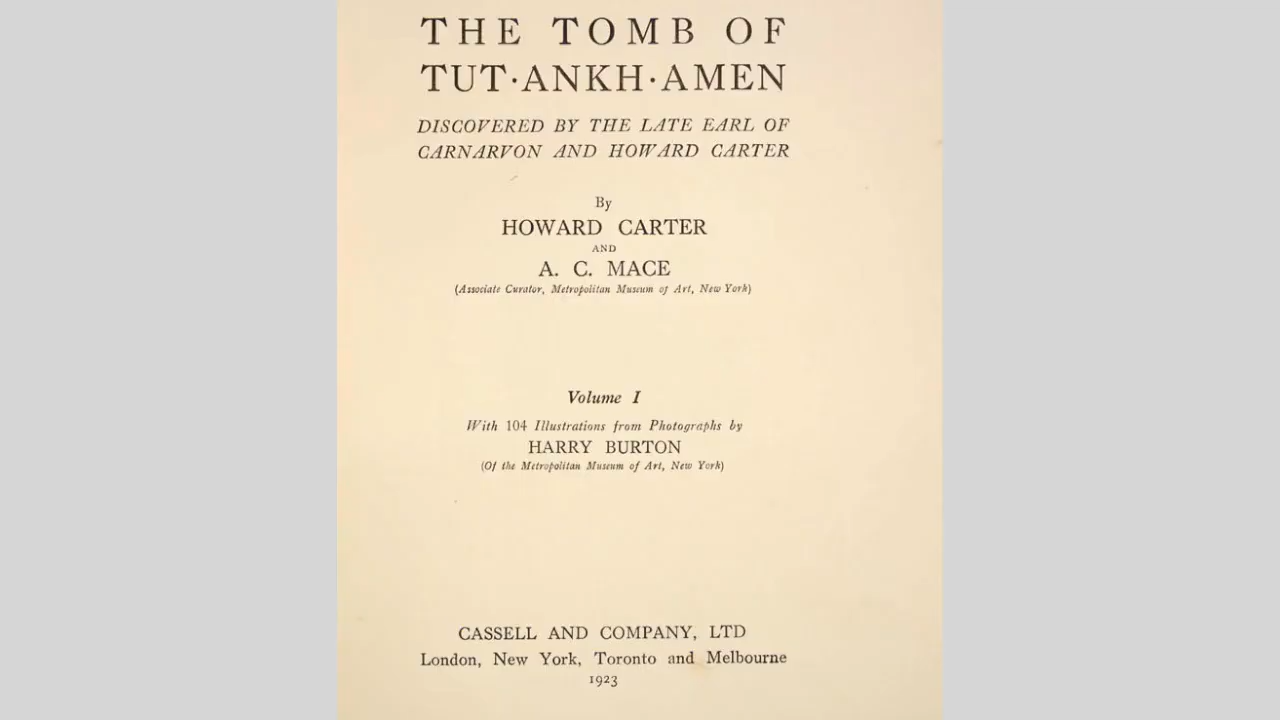 THE TOMB OF
TUT·ANKH·AMEN
DISCOVERED BY THE LATE EARL OF
CARNARVON AND HOWARD CARTER
By
HOWARD CARTER
AND
A. C. MACE
(Associate Curator, Metropolitan Museum of Art, New York)
Volume I
With 104 Illustrations from Photographs by
HARRY BURTON
(Of the Metropolitan Museum of Art, New York)
CASSELL AND COMPANY, LTD
London, New York, Toronto and Melbourne
1923